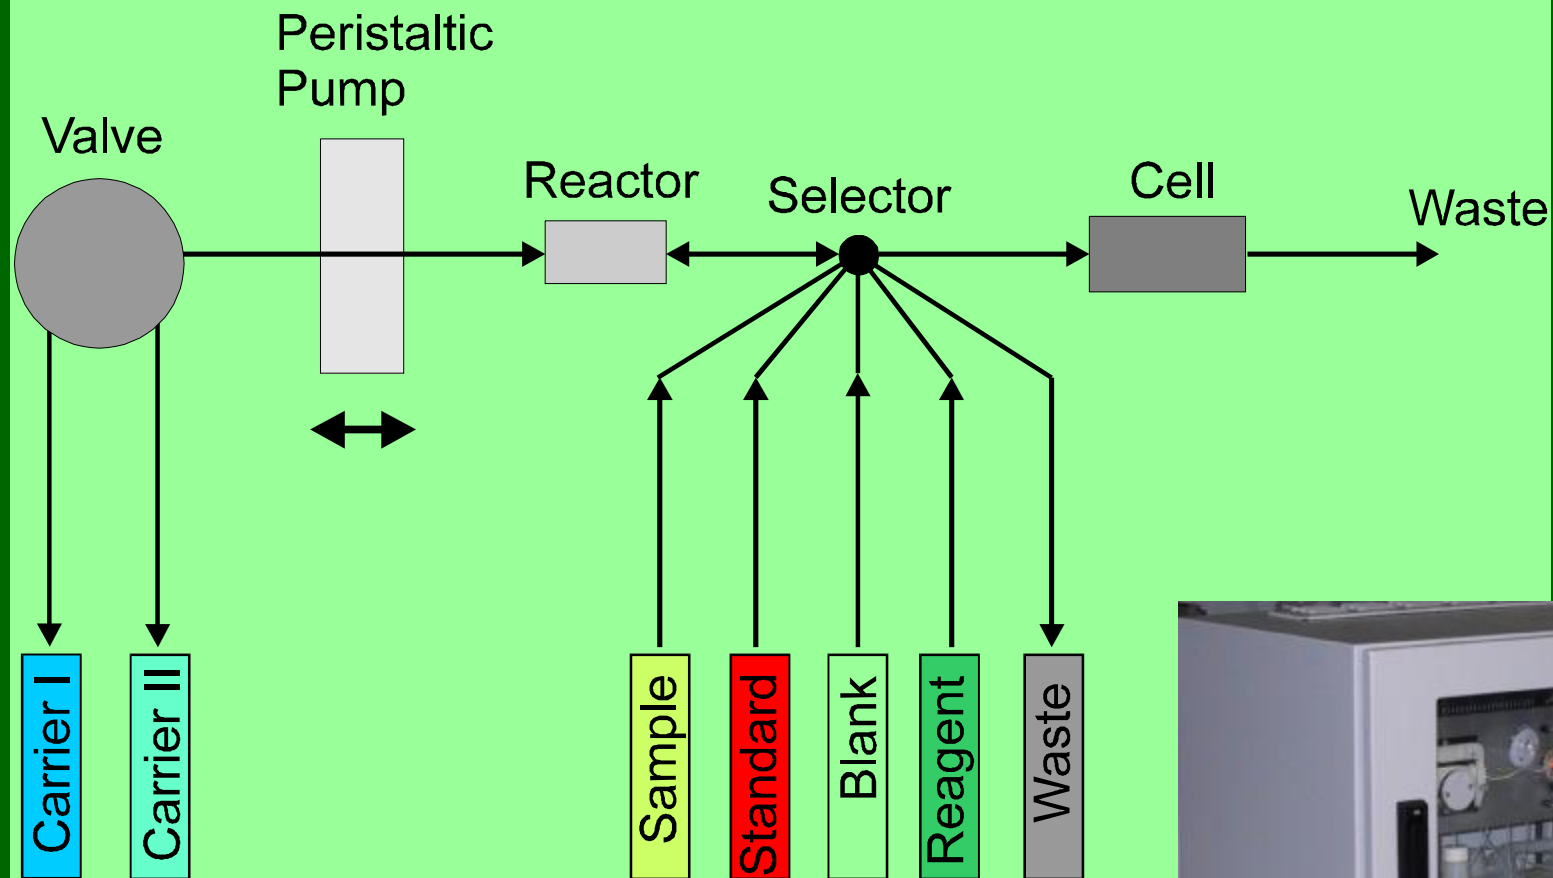 Peristaltic
Pump
Valve
Reactor
Selector
Cell
Waste
Carrier I
Carrier II
Sample
Standard
Blank
Reagent
Waste